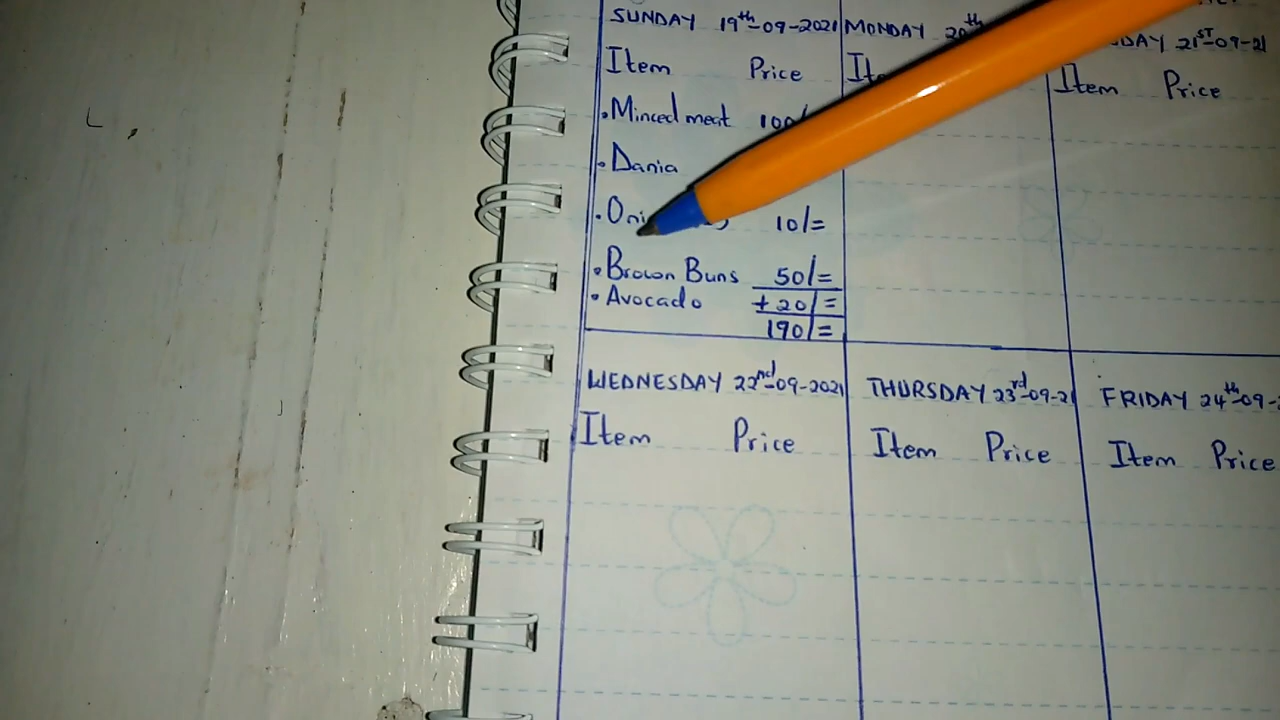 SUNDAY 19th-09-2021
Item Price
• Minced meat 100/
• Dania
10/=
• Brown Buns 50/=
• Avocado +20/=
190/=
MONDAY 20th
DAY 21ST-09-21
Item Price
WEDNESDAY 22nd-09-2021
Item Price
THURSDAY 23rd-09-21
Item Price
FRIDAY 24th-09-
Item Price